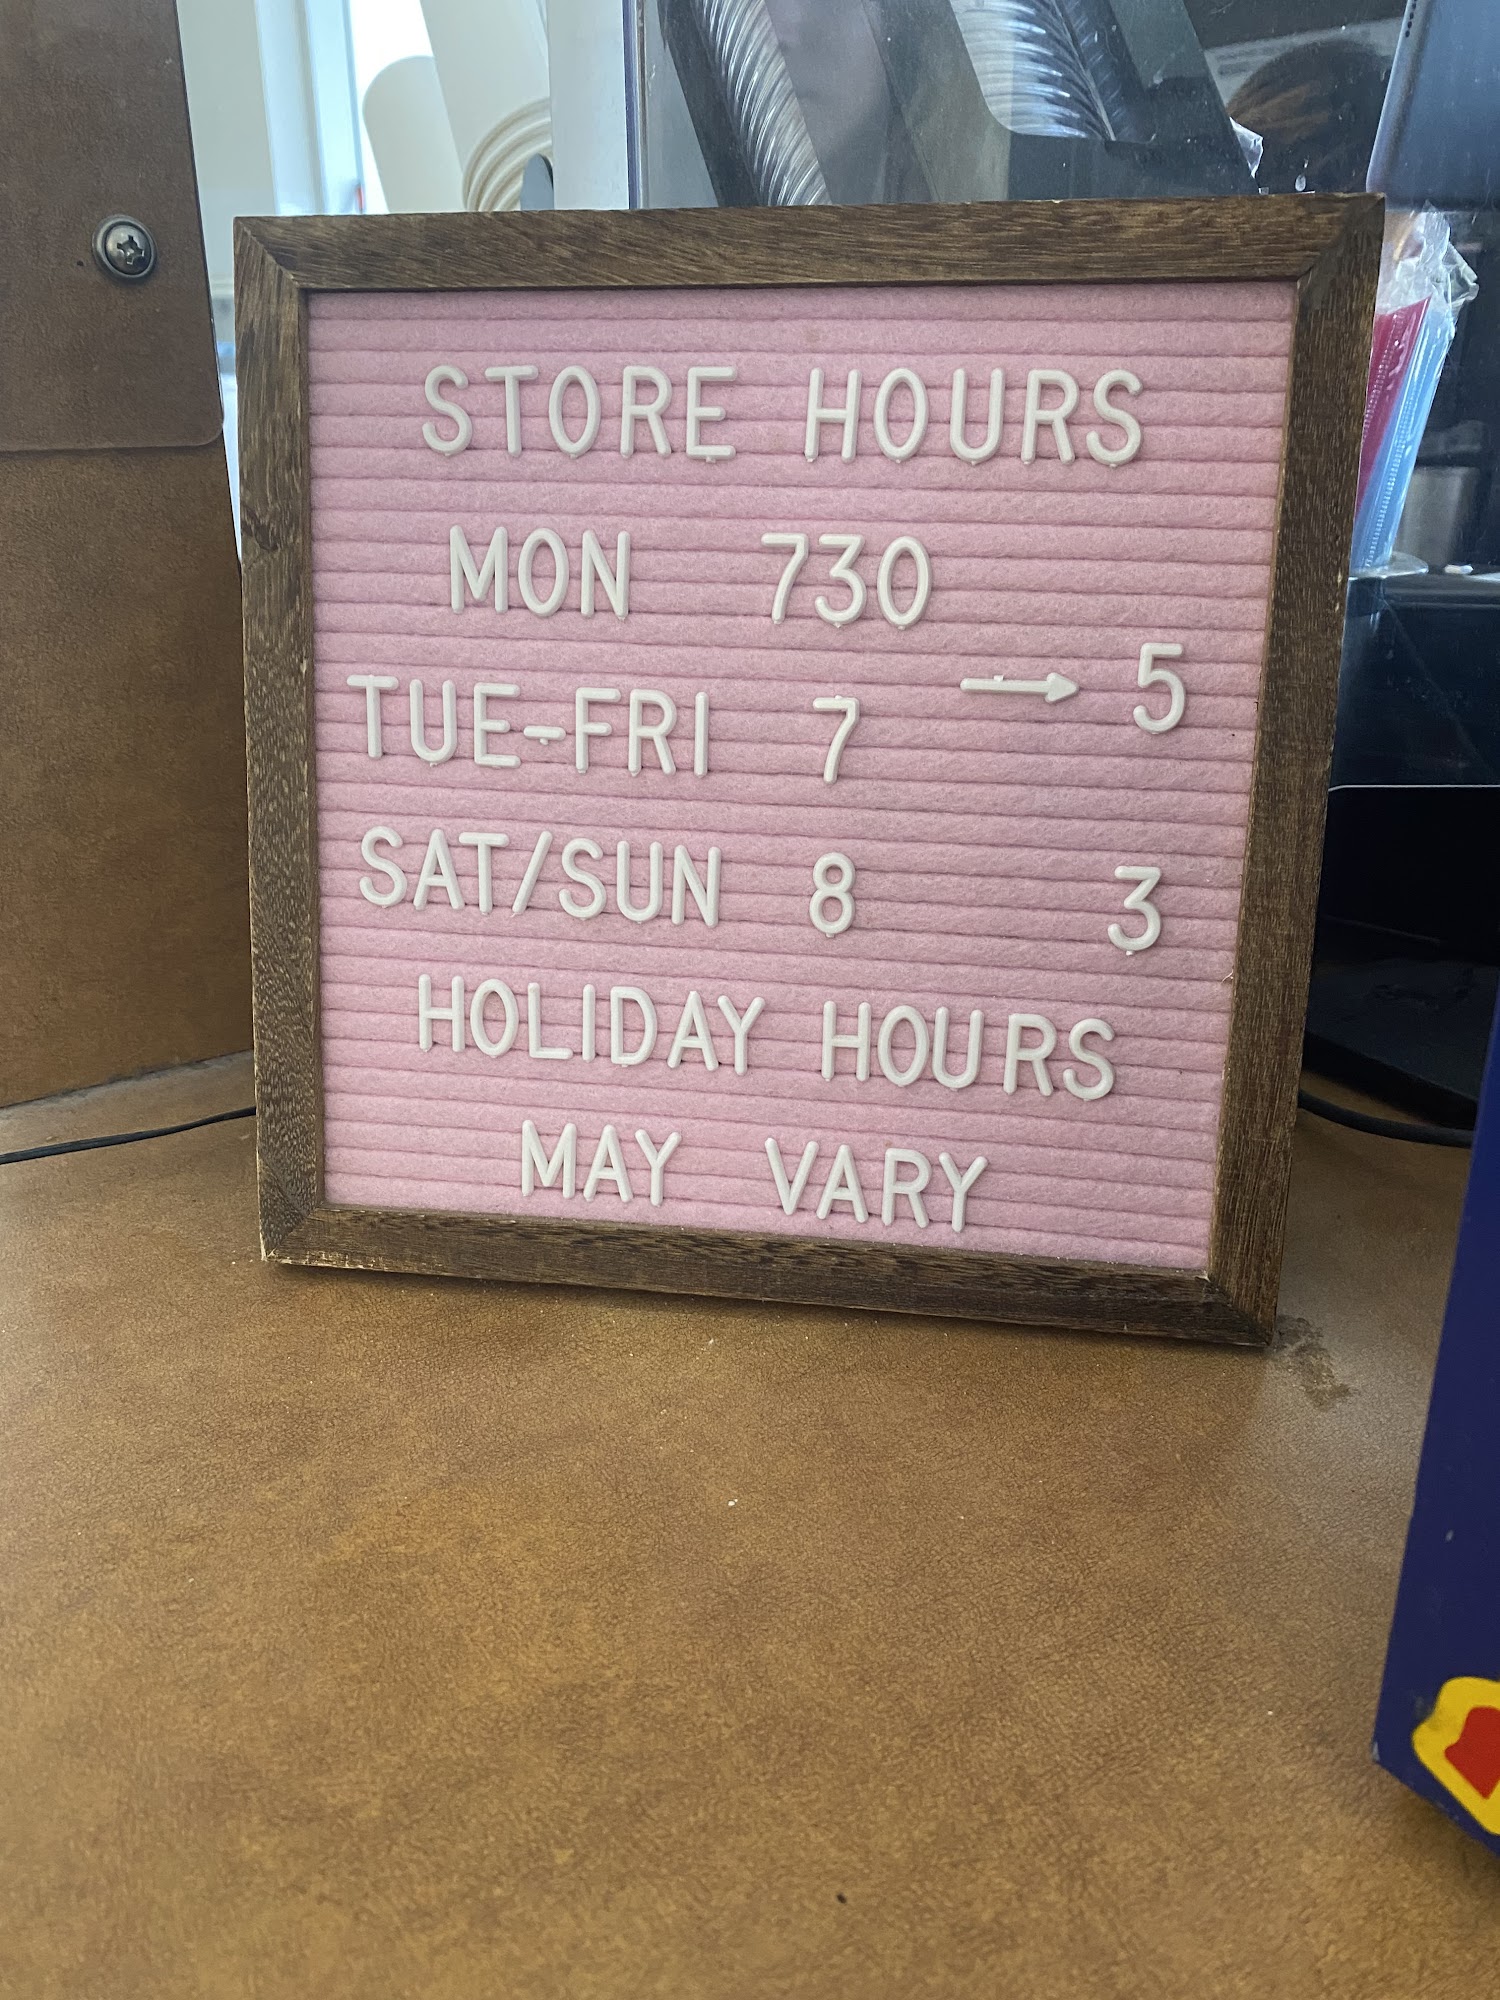 STORE HOURS
MON 730
→ 5
TUE-FRI 7
SAT/SUN 8 3
HOLIDAY HOURS
MAY VARY